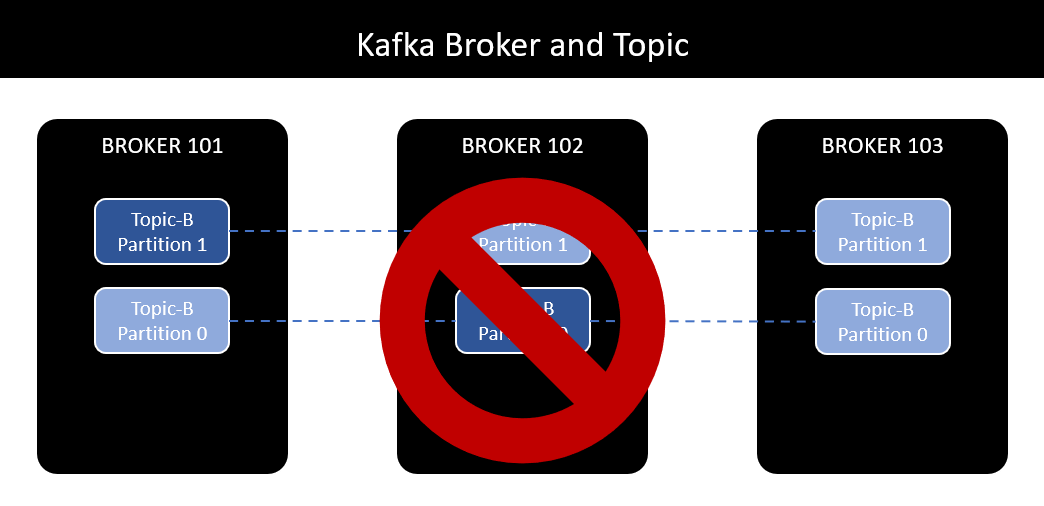 Kafka Broker and Topic
BROKER 101
Topic-B
Partition 1
Topic-B
Partition 0
BROKER 102
Partition 1
BROKER 103
Topic-B
Partition 1
Topic-B
Partition 0